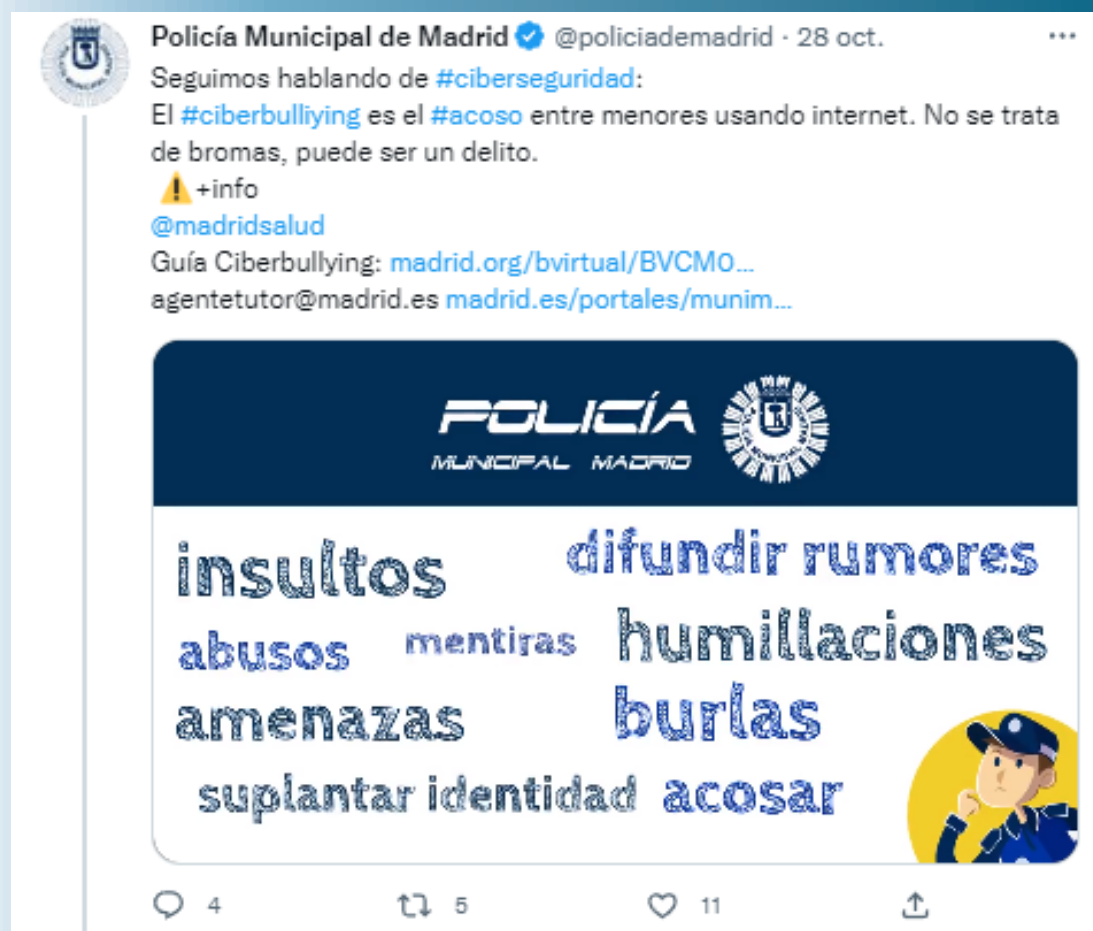 Policía Municipal de Madrid @policiademadrid · 28 oct.
Seguimos hablando de #ciberseguridad:
El #ciberbulliying es el #acoso entre menores usando internet. No se trata
de bromas, puede ser un delito.
⚠️+info
@madridsalud
Guía Ciberbullying: madrid.org/bvirtual/BVCM0...
agentetutor@madrid.es madrid.es/portales/munim...
POLICÍA
MUNICIPAL MADRID
insultos
difundir rumores
abusos
mentiras
humillaciones
amenazas
burlas
suplantar identidad
acosar
4
5
11